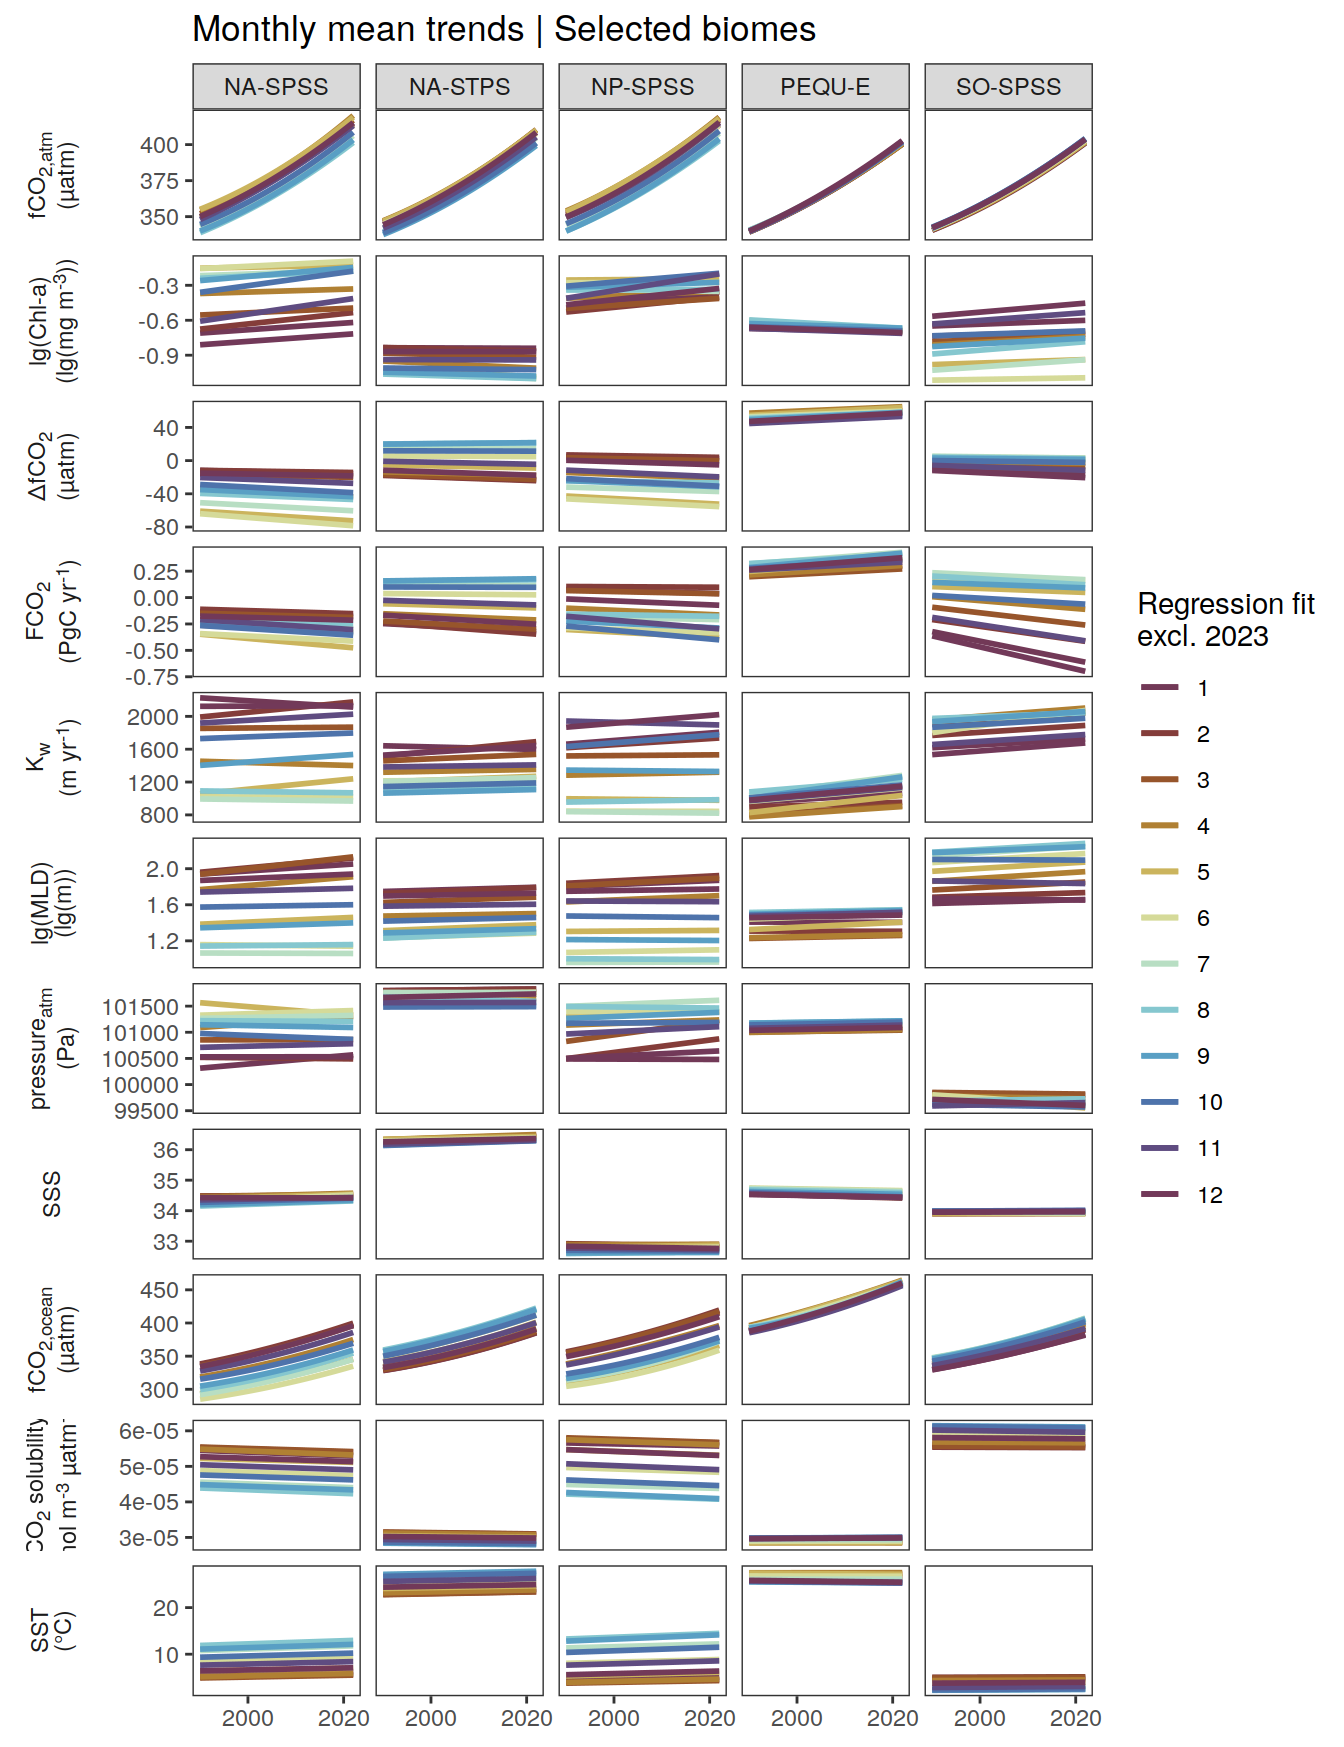 Monthly mean trends | Selected biomes
NA-SPSS
NA-STPS
NP-SPSS
PEQU-E
SO-SPSS
fCO2,atm
(µatm)
400
375
350
lg(Chl-a)
(lg(mg m-3))
-0.3
-0.6
-0.9
ΔfCO2
(µatm)
40
0
-40
-80
FCO2
(PgC yr-1)
0.25
0.00
-0.25
-0.50
-0.75
Kw
(m yr-1)
2000
1600
1200
800
lg(MLD)
(lg(m))
2.0
1.6
1.2
pressureatm
(Pa)
101500
101000
100500
100000
99500
SSS
36
35
34
33
fCO2,ocean
(µatm)
450
400
350
300
CO2 solubility
nol m-3 µatm-
6e-05
5e-05
4e-05
3e-05
SST
(°C)
20
10
2000 2020
2000 2020
2000 2020
2000 2020
2000 2020
Regression fit
excl. 2023
1
2
3
4
5
6
7
8
9
10
11
12